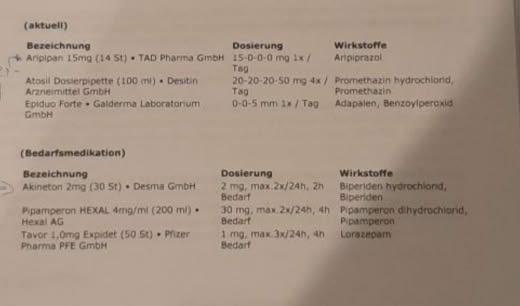 (aktuell)
Bezeichnung Dosierung Wirkstoffe
Aripipan 15mg (14 St) • TAD Pharma GmbH 15-0-0-0 mg 1x / Aripiprazol
Tag
Atosil Dosierpipette (100 ml) • Desitin 20-20-20-50 mg 4x / Promethazin hydrochlorid,
Arzneimittel GmbH Tag Promethazin
Epiduo Forte • Galderma Laboratorium 0-0-5 mm 1x / Tag Adapalen, Benzoylperoxid
GmbH
(Bedarfsmedikation)
Bezeichnung Dosierung Wirkstoffe
Akineton 2mg (30 St) • Desma GmbH 2 mg, max.2x/24h, 2h Biperiden hydrochlorid,
Bedarf Biperiden
Pipamperon HEXAL 4mg/ml (200 ml) • 30 mg, max.2x/24h, 4h Pipamperon dihydrochlorid,
Hexal AG Bedarf Pipamperon
Tavor 1,0mg Expidet (50 St) • Pfizer 1 mg, max.3x/24h, 4h Lorazepam
Pharma PFE GmbH Bedarf